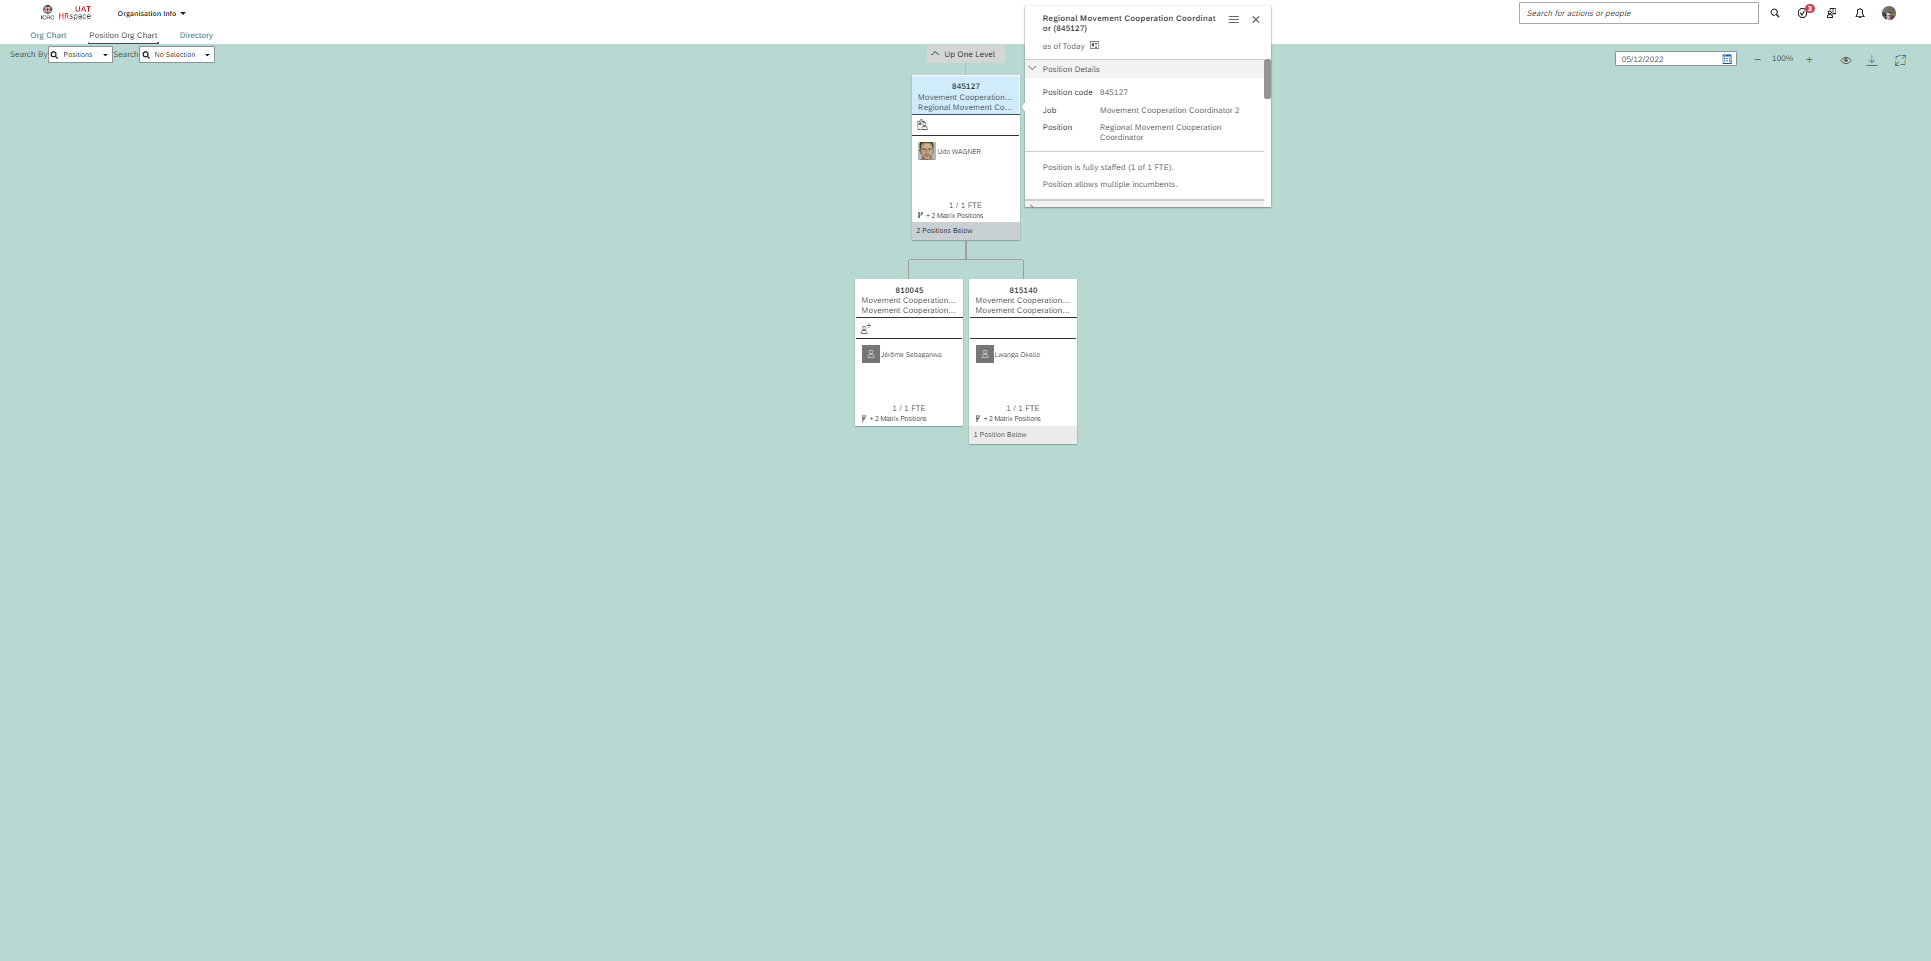 ICRC
UAT
HRspace
Organisation Info
Search for actions or people
3
Org Chart
Position Org Chart
Directory
Search By
Positions
Search
No Selection
Up One Level
05/12/2022
100%
845127
Movement Cooperation...
Regional Movement Co...
Udo WAGNER
1 / 1 FTE
+ 2 Matrix Positions
2 Positions Below
Regional Movement Cooperation Coordinat
or (845127)
as of Today
Position Details
Position code 845127
Job Movement Cooperation Coordinator 2
Position Regional Movement Cooperation
Coordinator
Position is fully staffed (1 of 1 FTE).
Position allows multiple incumbents.
810045
Movement Cooperation...
Movement Cooperation...
Jérôme Sebaganwa
1 / 1 FTE
+ 2 Matrix Positions
815140
Movement Cooperation...
Movement Cooperation...
Lwanga Okello
1 / 1 FTE
+ 2 Matrix Positions
1 Position Below